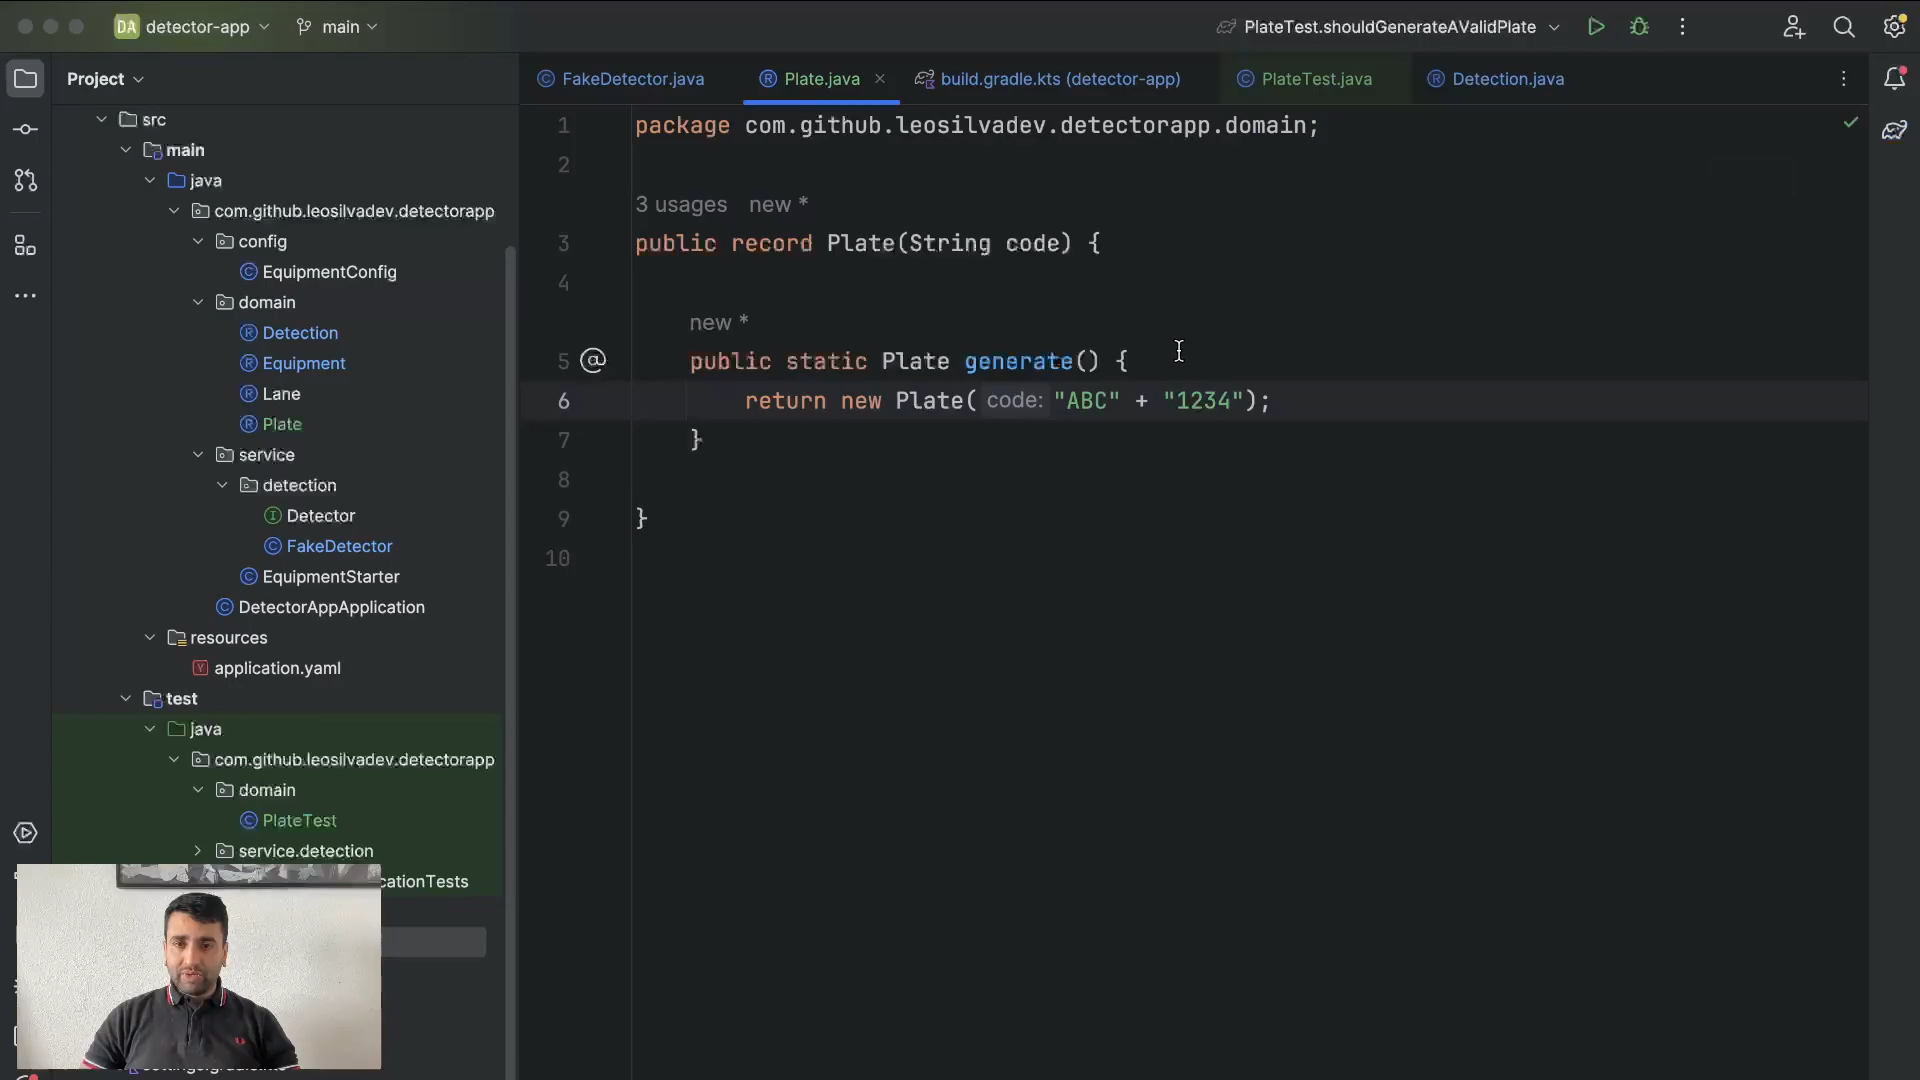 DA detector-app main PlateTest.shouldGenerateAValidPlate
Project
FakeDetector.java Plate.java build.gradle.kts (detector-app) PlateTest.java Detection.java
src
main
java
com.github.leosilvadev.detectorapp
config
EquipmentConfig
domain
Detection
Equipment
Lane
Plate
service
detection
Detector
FakeDetector
EquipmentStarter
DetectorAppApplication
resources
application.yaml
test
java
com.github.leosilvadev.detectorapp
domain
PlateTest
service.detection
cationTests
1 package com.github.leosilvadev.detectorapp.domain;
2
3 usages new *
3 public record Plate(String code) {
4
new *
5 public static Plate generate() {
6 return new Plate( code: "ABC" + "1234");
7 }
8
9 }
10